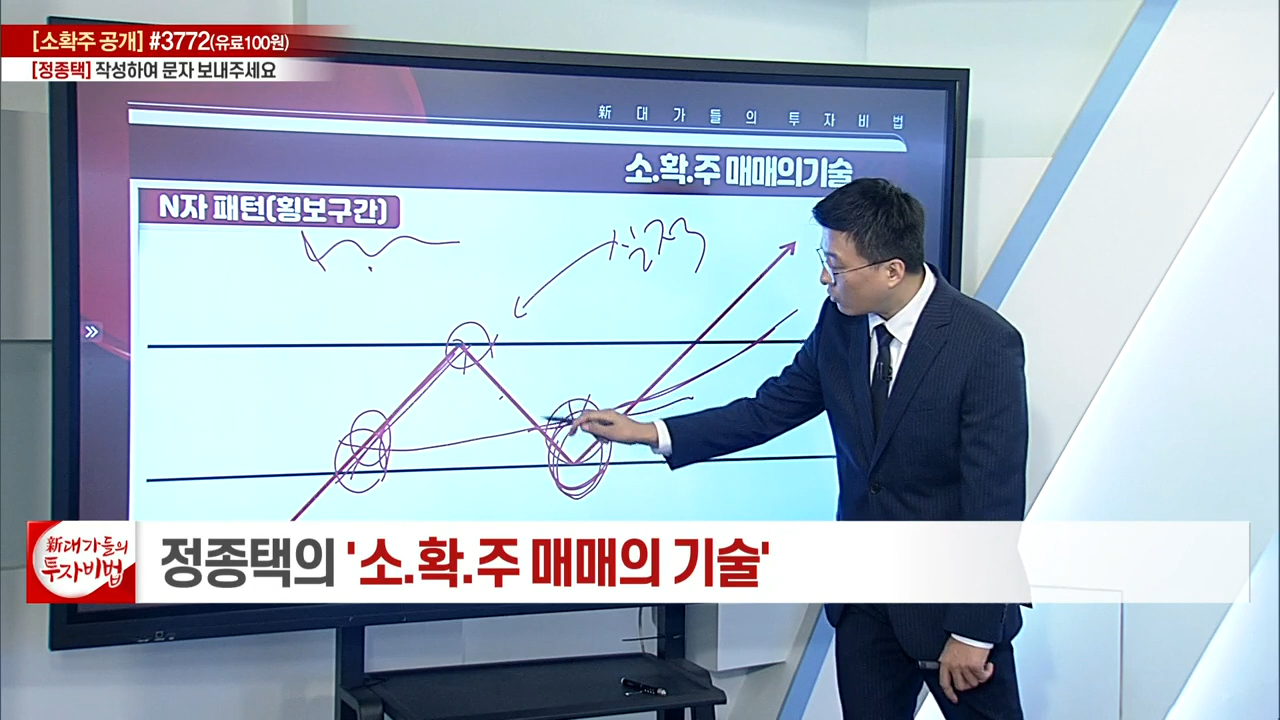 [소확주 공개] #3772(유료100원)
[정종택] 작성하여 문자 보내주세요
新 대 가 들 의 투 자 비 법
소.확.주 매매의기술
N자 패턴(횡보구간)
新대가들의
투자비법
정종택의 '소.확.주 매매의 기술'